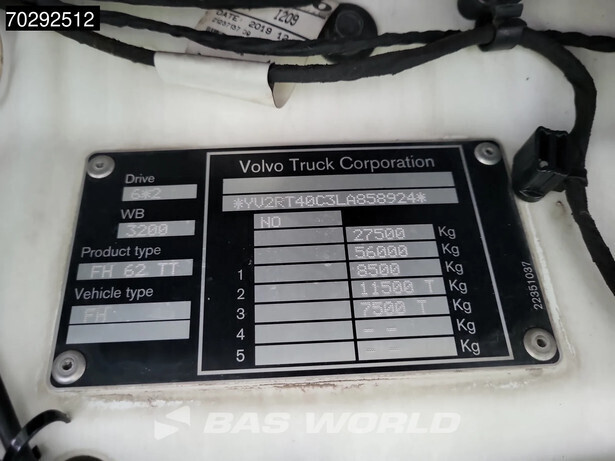 70292512
1209
DATE: 2019 12
Volvo Truck Corporation
Drive
6*2
WB
3200
Product type
FH 62 TT
Vehicle type
FH
*YV2RT40C3LA858924*
NO
27500 Kg
56000 Kg
1 8500 Kg
2 11500 T Kg
3 7500 T Kg
4 -- Kg
5 -- Kg
22351037
BAS WORLD